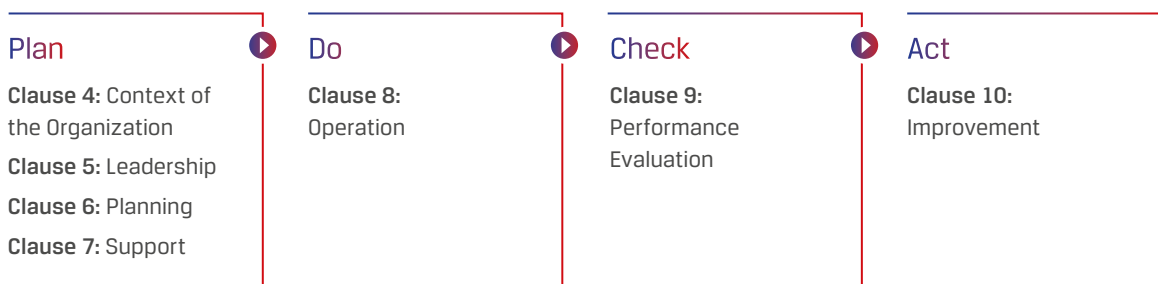 Plan
Clause 4: Context of
the Organization
Clause 5: Leadership
Clause 6: Planning
Clause 7: Support
Do
Clause 8:
Operation
Check
Clause 9:
Performance
Evaluation
Act
Clause 10:
Improvement